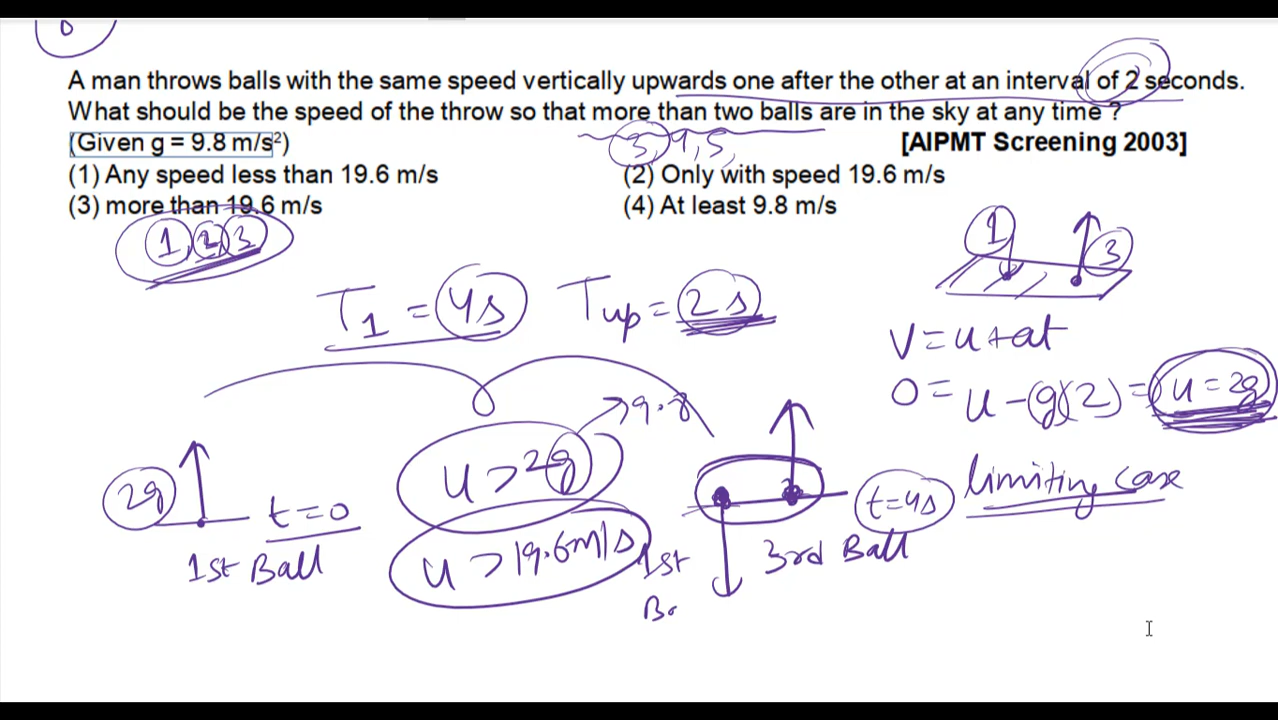 A man throws balls with the same speed vertically upwards one after the other at an interval of 2 seconds.
What should be the speed of the throw so that more than two balls are in the sky at any time ?
(Given g = 9.8 m/s²)
3, 4, 5,
[AIPMT Screening 2003]
(1) Any speed less than 19.6 m/s
(2) Only with speed 19.6 m/s
(3) more than 19.6 m/s
(4) At least 9.8 m/s
1, 2, 3
1
3
T₁ = 4s
Tup = 2s
V = u + at
0 = u - (g)(2) = u = 2g
9.8
u > 2g
2g
t = 0
t = 4s
limiting case
u > 19.6 m/s
1st Ball
1st
3rd Ball